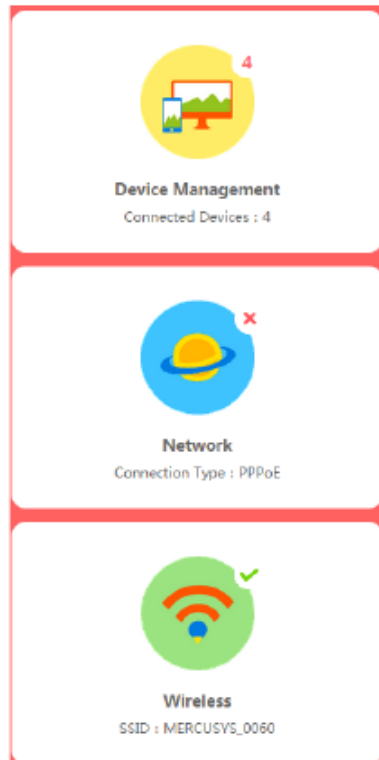 4
Device Management
Connected Devices : 4
Network
Connection Type : PPPoE
Wireless
SSID : MERCUSYS_0060